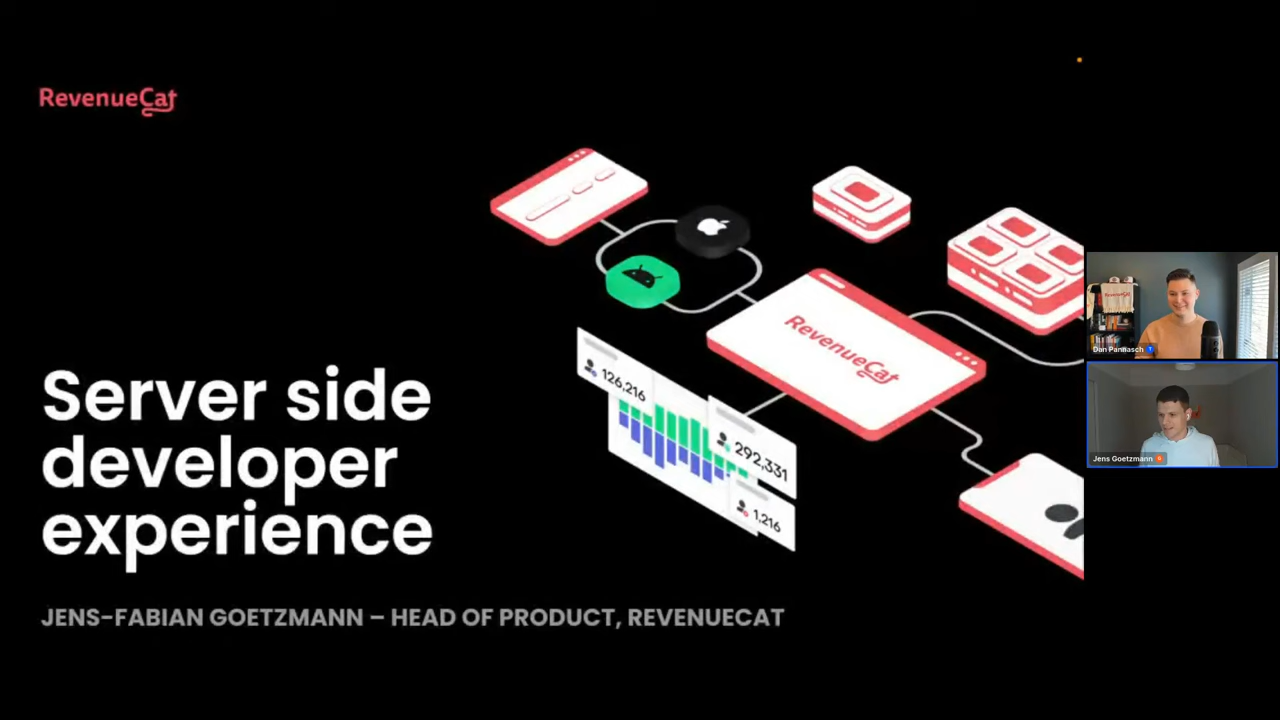 RevenueCat
Server side
developer
experience
JENS-FABIAN GOETZMANN – HEAD OF PRODUCT, REVENUECAT
RevenueCat
126,216
292,331
1,216
RevenueCat
Dan Pannasch
Jens Goetzmann